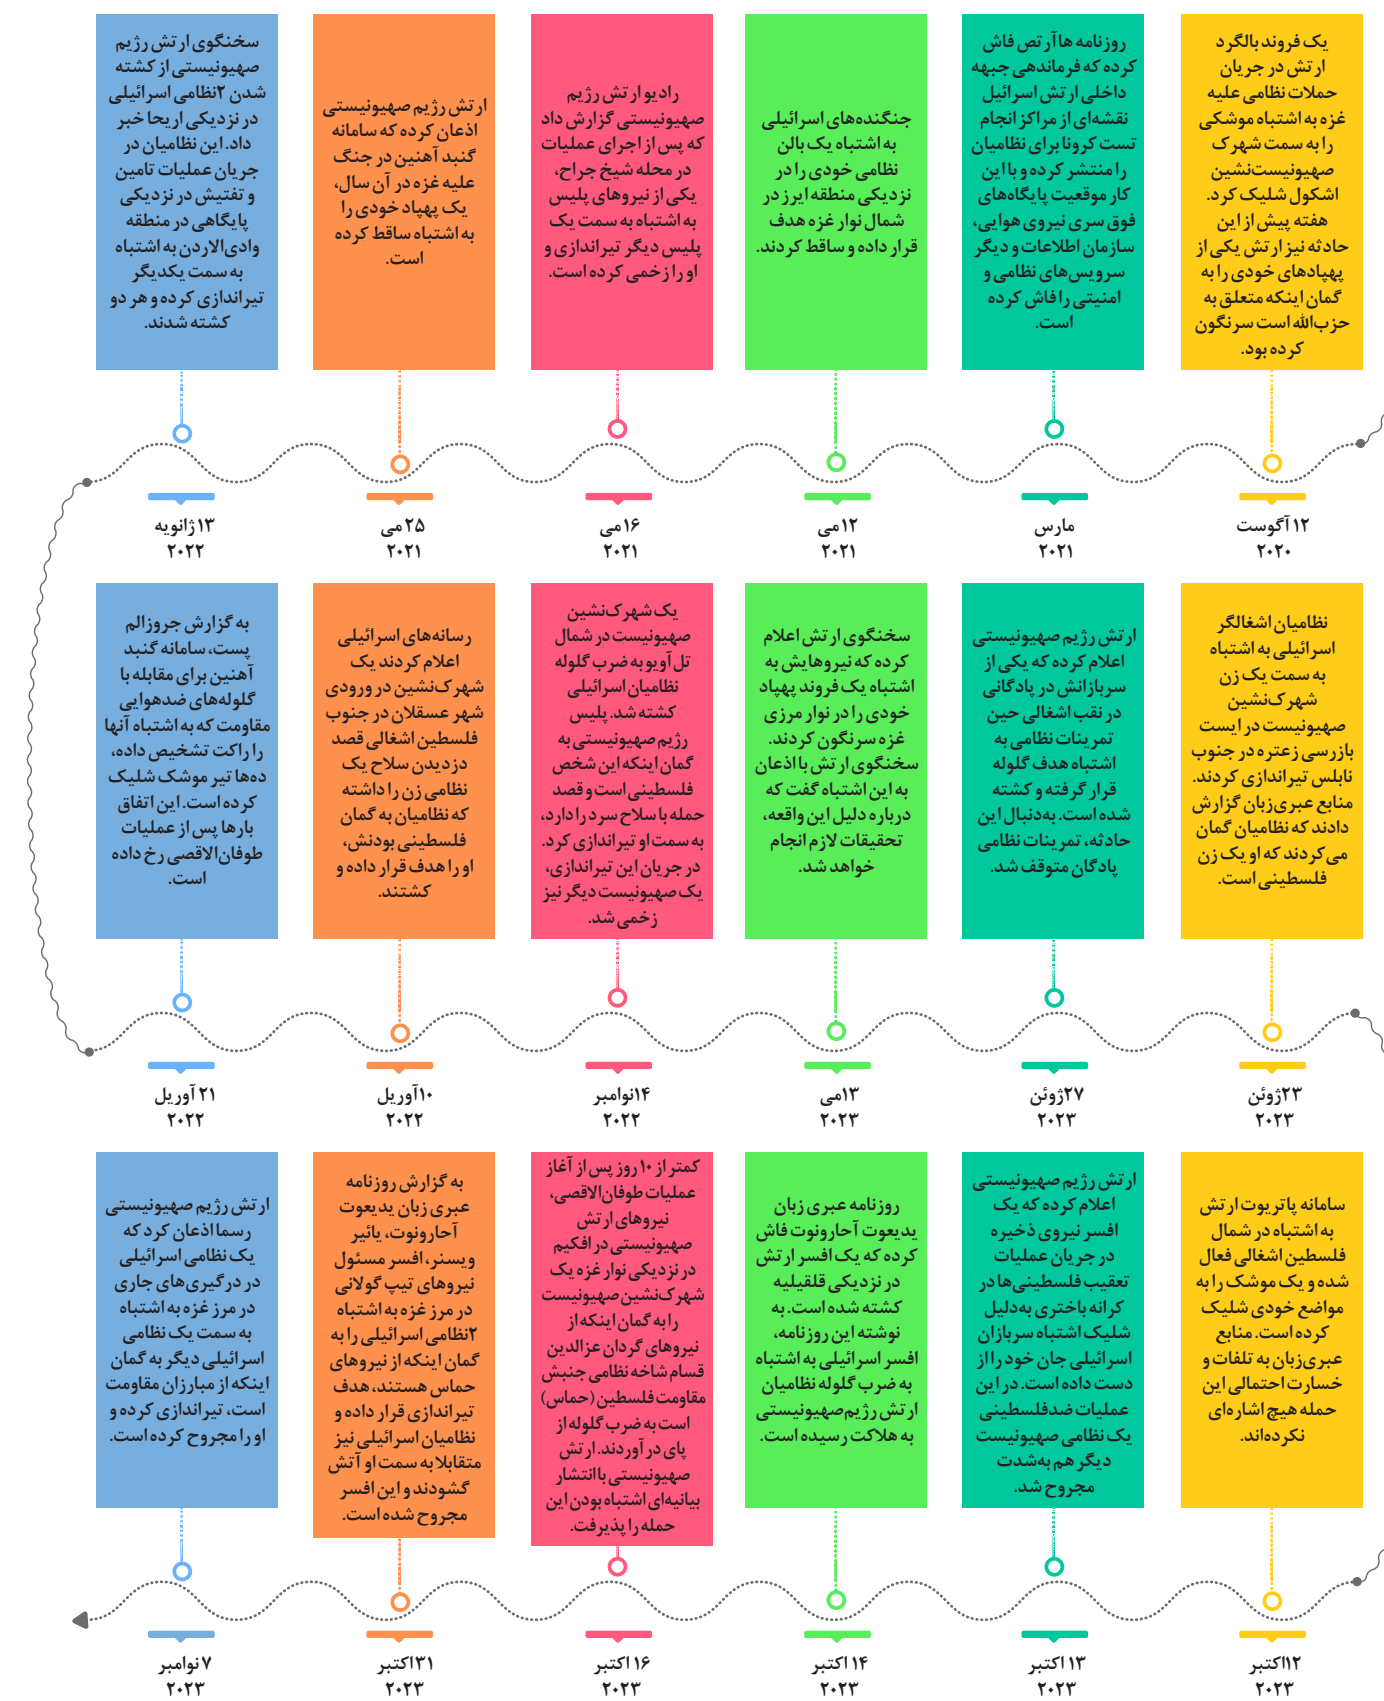 یک فروند بالگرد
ارتش در جریان
حملات نظامی علیه
غزه به اشتباه موشکی
را به سمت شهرک
صهیونیست‌نشین
اشکول شلیک کرد.
هفته پیش از این
حادثه نیز ارتش یکی از
پهپادهای خودی را به
گمان اینکه متعلق به
حزب‌الله است سرنگون
کرده بود.
۱۲ آگوست
۲۰۲۰
روزنامه هاآرتص فاش
کرده که فرماندهی جبهه
داخلی ارتش اسرائیل
نقشه‌ای از مراکز انجام
تست کرونا برای نظامیان
را منتشر کرده و با این
کار موقعیت پایگاه‌های
فوق سری نیروی هوایی،
سازمان اطلاعات و دیگر
سرویس‌های نظامی و
امنیتی را فاش کرده
است.
مارس
۲۰۲۱
جنگنده‌های اسرائیلی
به اشتباه یک بالن
نظامی خودی را در
نزدیکی منطقه ایرز در
شمال نوار غزه هدف
قرار داده و ساقط کردند.
۱۲می
۲۰۲۱
رادیو ارتش رژیم
صهیونیستی گزارش داد
که پس از اجرای عملیات
در محله شیخ جراح،
یکی از نیروهای پلیس
به اشتباه به سمت یک
پلیس دیگر تیراندازی و
او را زخمی کرده است.
۱۶می
۲۰۲۱
ارتش رژیم صهیونیستی
اذعان کرده که سامانه
گنبد آهنین در جنگ
علیه غزه در آن سال،
یک پهپاد خودی را
به اشتباه ساقط کرده
است.
۲۵می
۲۰۲۱
سخنگوی ارتش رژیم
صهیونیستی از کشته
شدن ۲نظامی اسرائیلی
در نزدیکی اریحا خبر
داد. این نظامیان در
جریان عملیات تامین
و تفتیش در نزدیکی
پایگاهی در منطقه
وادی‌الاردن به اشتباه
به سمت یکدیگر
تیراندازی کرده و هر دو
کشته شدند.
۱۳ژانویه
۲۰۲۲
نظامیان اشغالگر
اسرائیلی به اشتباه
به سمت یک زن
شهرک‌نشین
صهیونیست در ایست
بازرسی زعتره در جنوب
نابلس تیراندازی کردند.
منابع عبری‌زبان گزارش
دادند که نظامیان گمان
می‌کردند که او یک زن
فلسطینی است.
۲۳ژوئن
۲۰۲۳
ارتش رژیم صهیونیستی
اعلام کرده که یکی از
سربازانش در پادگانی
در نقب اشغالی حین
تمرینات نظامی به
اشتباه هدف گلوله
قرار گرفته و کشته
شده است. به‌دنبال این
حادثه، تمرینات نظامی
پادگان متوقف شد.
۲۷ژوئن
۲۰۲۳
سخنگوی ارتش اعلام
کرده که نیروهایش به
اشتباه یک فروند پهپاد
خودی را در نوار مرزی
غزه سرنگون کردند.
سخنگوی ارتش با اذعان
به این اشتباه گفت که
درباره دلیل این واقعه،
تحقیقات لازم انجام
خواهد شد.
۱۳می
۲۰۲۳
یک شهرک‌نشین
صهیونیست در شمال
تل‌آویو به ضرب گلوله
نظامیان اسرائیلی
کشته شد. پلیس
رژیم صهیونیستی به
گمان اینکه این شخص
فلسطینی است و قصد
حمله با سلاح سرد را دارد،
به سمت او تیراندازی کرد.
در جریان این تیراندازی،
یک صهیونیست دیگر نیز
زخمی شد.
۱۴نوامبر
۲۰۲۲
رسانه‌های اسرائیلی
اعلام کردند یک
شهرک‌نشین در ورودی
شهر عسقلان در جنوب
فلسطین اشغالی قصد
دزدیدن سلاح یک
نظامی زن را داشته
که نظامیان به گمان
فلسطینی بودنش،
او را هدف قرار داده و
کشتند.
۱۰آوریل
۲۰۲۲
به گزارش جروزالم
پست، سامانه گنبد
آهنین برای مقابله با
گلوله‌های ضدهوایی
مقاومت که به اشتباه آنها
را راکت تشخیص داده،
ده‌ها تیر موشک شلیک
کرده است. این اتفاق
بارها پس از عملیات
طوفان‌الاقصی رخ داده
است.
۲۱ آوریل
۲۰۲۲
سامانه پاتریوت ارتش
به اشتباه در شمال
فلسطین اشغالی فعال
شده و یک موشک را به
مواضع خودی شلیک
کرده است. منابع
عبری‌زبان به تلفات و
خسارت احتمالی این
حمله هیچ اشاره‌ای
نکرده‌اند.
۱۲اکتبر
۲۰۲۳
ارتش رژیم صهیونیستی
اعلام کرده که یک
افسر نیروی ذخیره
در جریان عملیات
تعقیب فلسطینی‌ها در
کرانه باختری به‌دلیل
شلیک اشتباه سربازان
اسرائیلی جان خود را از
دست داده است. در این
عملیات ضدفلسطینی
یک نظامی صهیونیست
دیگر هم به‌شدت
مجروح شد.
۱۳ اکتبر
۲۰۲۳
روزنامه عبری زبان
یدیعوت آحارونوت فاش
کرده که یک افسر ارتش
در نزدیکی قلقیلیه
کشته شده است. به
نوشته این روزنامه،
افسر اسرائیلی به اشتباه
به ضرب گلوله نظامیان
ارتش رژیم صهیونیستی
به هلاکت رسیده است.
۱۴ اکتبر
۲۰۲۳
کمتر از ۱۰ روز پس از آغاز
عملیات طوفان‌الاقصی،
نیروهای ارتش
صهیونیستی در افکیم
در نزدیکی نوار غزه یک
شهرک‌نشین صهیونیست
را به گمان اینکه از
نیروهای گردان عزالدین
قسام شاخه نظامی جنبش
مقاومت فلسطین (حماس)
است به ضرب گلوله از
پای در آوردند. ارتش
صهیونیستی با انتشار
بیانیه‌ای اشتباه بودن این
حمله را پذیرفت.
۱۶ اکتبر
۲۰۲۳
به گزارش روزنامه
عبری زبان یدیعوت
آحارونوت، یائیر
ویسنر، افسر مسئول
نیروهای تیپ گولانی
در مرز غزه به اشتباه
۲نظامی اسرائیلی را به
گمان اینکه از نیروهای
حماس هستند، هدف
تیراندازی قرار داده و
نظامیان اسرائیلی نیز
متقابلا به سمت او آتش
گشودند و این افسر
مجروح شده است.
۳۱اکتبر
۲۰۲۳
ارتش رژیم صهیونیستی
رسما اذعان کرد که
یک نظامی اسرائیلی
در درگیری‌های جاری
در مرز غزه به اشتباه
به سمت یک نظامی
اسرائیلی دیگر به گمان
اینکه از مبارزان مقاومت
است، تیراندازی کرده و
او را مجروح کرده است.
۷ نوامبر
۲۰۲۳